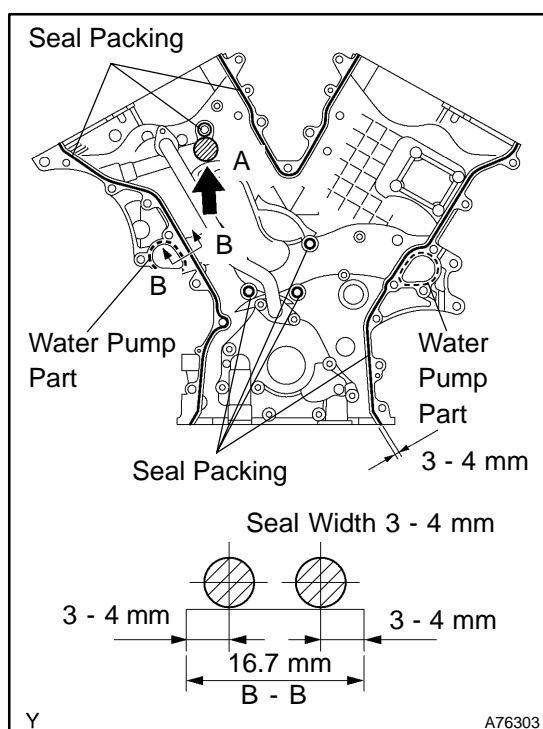 Seal Packing
A
B
B
Water Pump
Part
Water
Pump
Part
Seal Packing
3 - 4 mm
Seal Width 3 - 4 mm
3 - 4 mm
3 - 4 mm
16.7 mm
B - B
Y
A76303